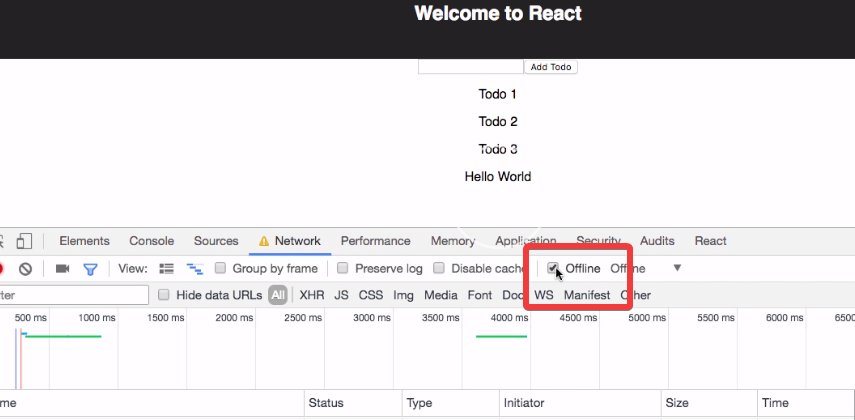 Welcome to React
Add Todo
Todo 1
Todo 2
Todo 3
Hello World
Elements Console Sources Network Performance Memory Application Security Audits React
View: Group by frame Preserve log Disable cache Offline Offline
ter Hide data URLs All XHR JS CSS Img Media Font Doc WS Manifest Other
500 ms 1000 ms 1500 ms 2000 ms 2500 ms 3000 ms 3500 ms 4000 ms 4500 ms 5000 ms 5500 ms 6000 ms 6500
me Status Type Initiator Size Time